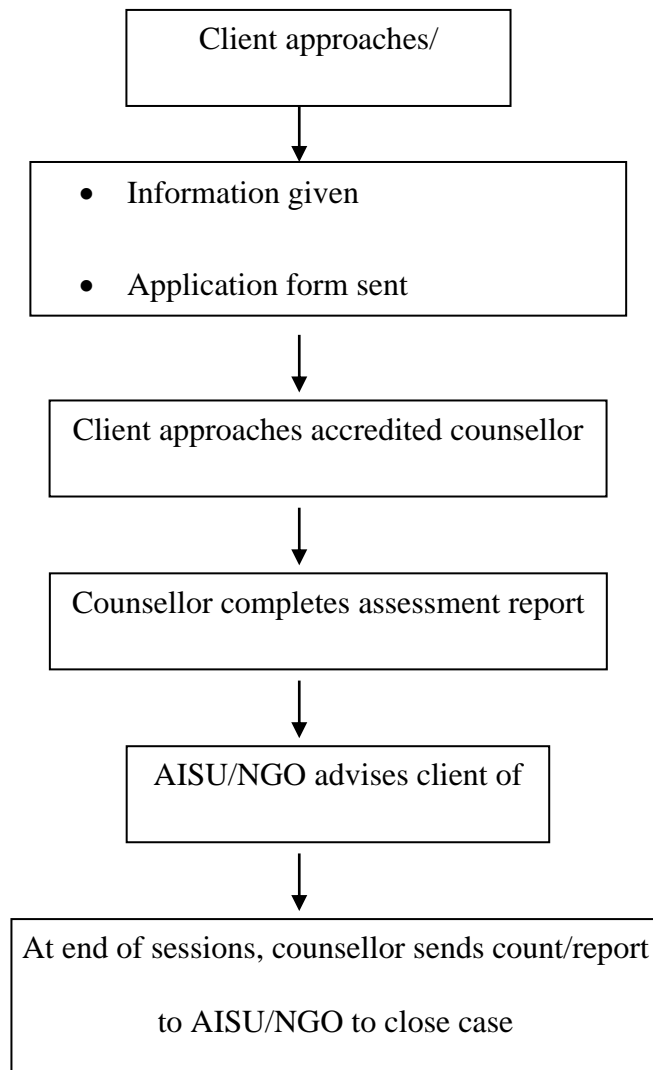 Client approaches/
• Information given
• Application form sent
Client approaches accredited counsellor
Counsellor completes assessment report
AISU/NGO advises client of
At end of sessions, counsellor sends count/report
to AISU/NGO to close case